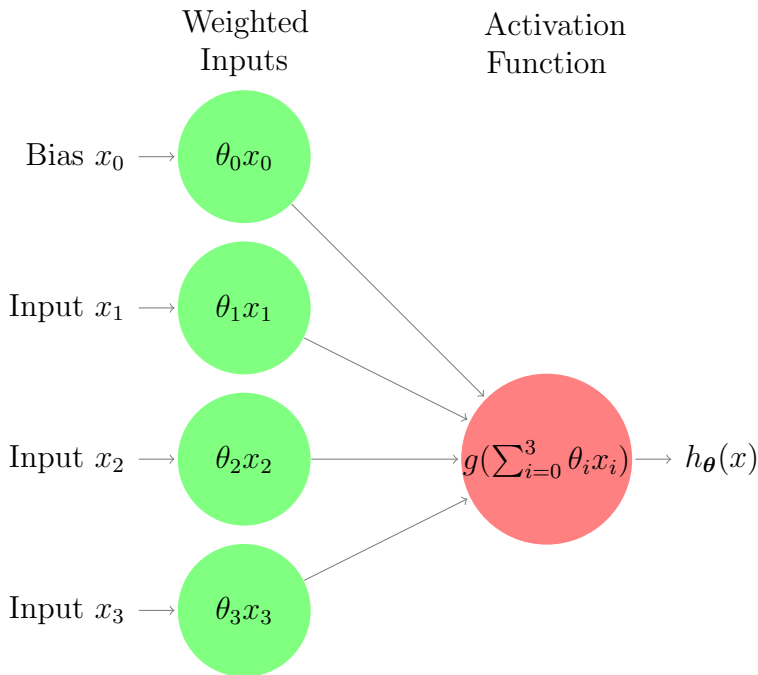 Weighted
Inputs
Activation
Function
Bias x₀
θ₀x₀
Input x₁
θ₁x₁
Input x₂
θ₂x₂
g(∑³ᵢ₌₀ θᵢxᵢ)
h_θ(x)
Input x₃
θ₃x₃